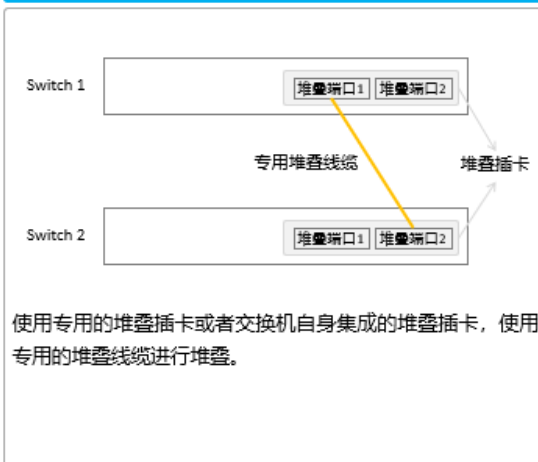 Switch 1
堆叠端口1
堆叠端口2
专用堆叠线缆
堆叠插卡
Switch 2
堆叠端口1
堆叠端口2
使用专用的堆叠插卡或者交换机自身集成的堆叠插卡，使用
专用的堆叠线缆进行堆叠。